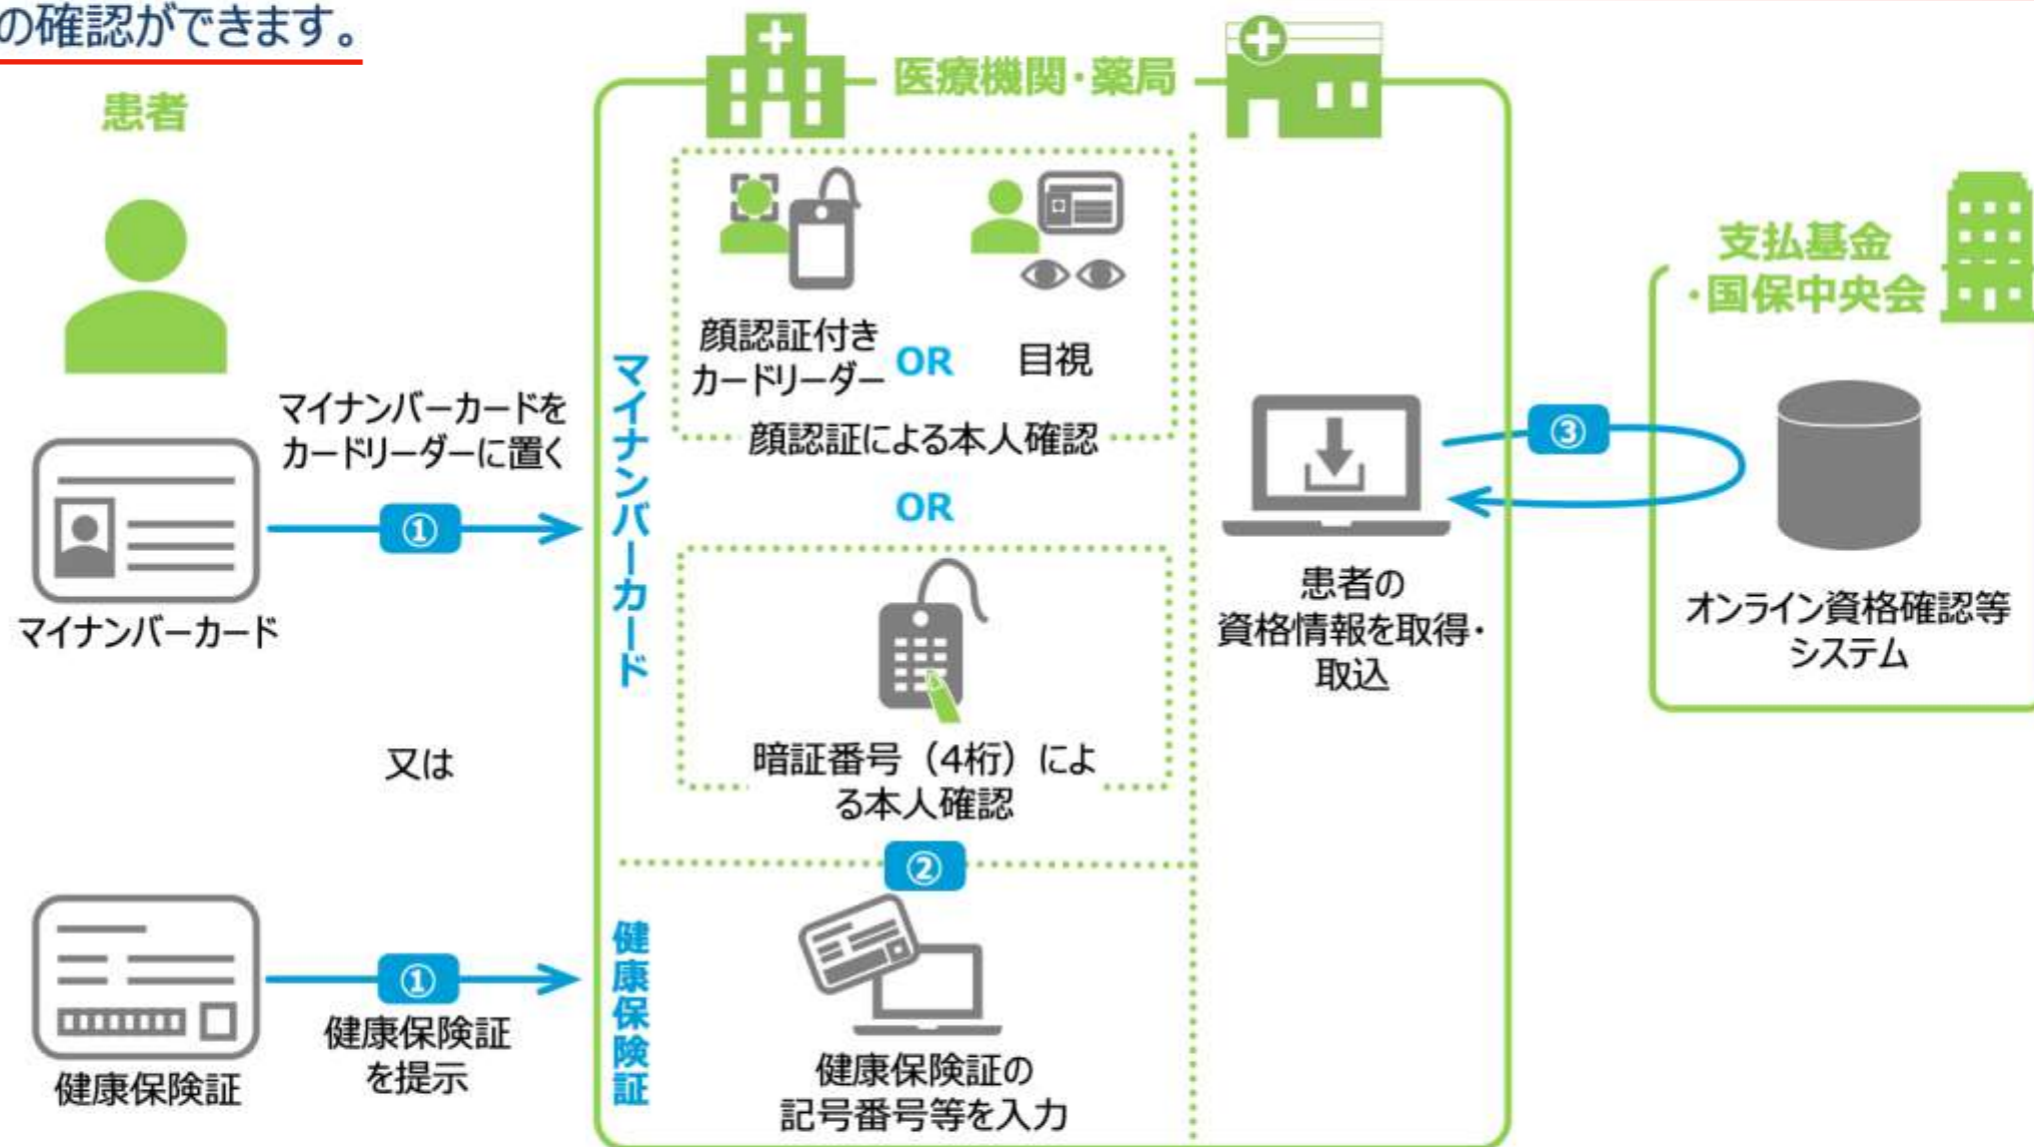 の確認ができます。
患者
マイナンバーカードを
カードリーダーに置く
①
マイナンバーカード
又は
①
健康保険証
を提示
健康保険証
医療機関・薬局
マイナンバーカード
顔認証付き
カードリーダー
OR
目視
顔認証による本人確認
OR
暗証番号（4桁）によ
る本人確認
②
健康保険証
健康保険証の
記号番号等を入力
患者の
資格情報を取得・
取込
③
支払基金
・国保中央会
オンライン資格確認等
システム